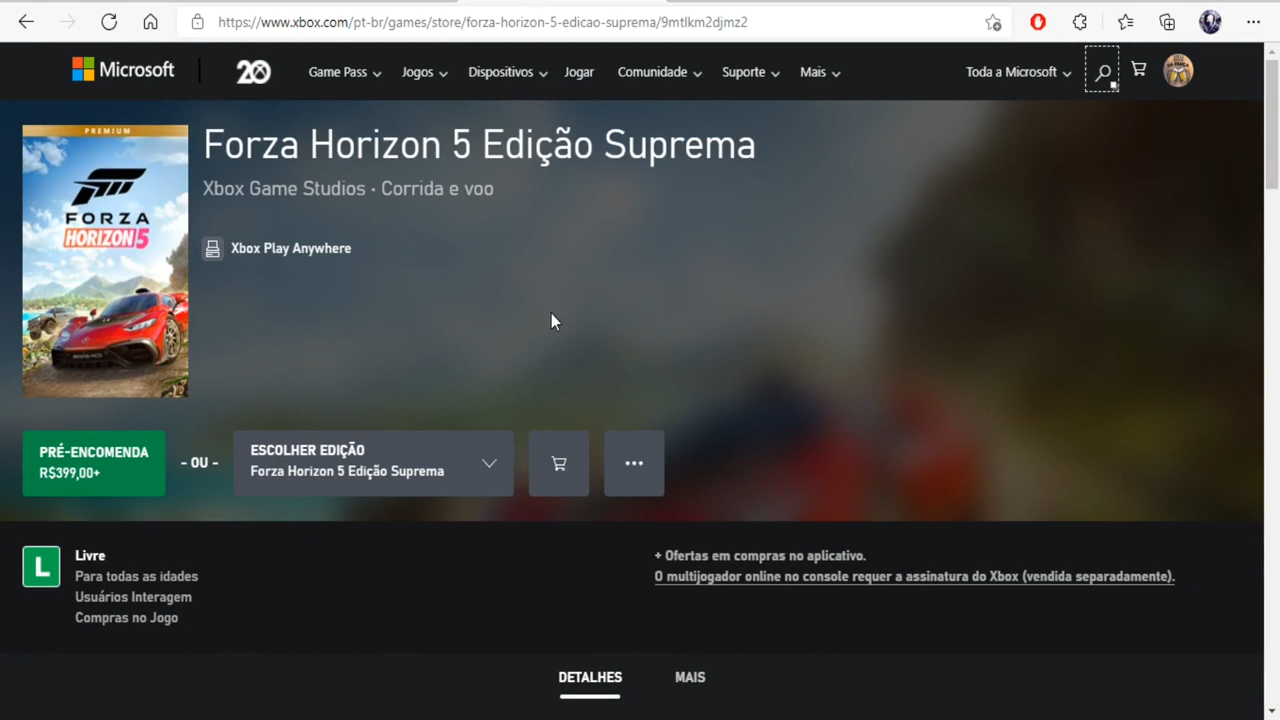 https://www.xbox.com/pt-br/games/store/forza-horizon-5-edicao-suprema/9mtlkm2djmz2
Microsoft
20
Game Pass
Jogos
Dispositivos
Jogar
Comunidade
Suporte
Mais
Toda a Microsoft
PREMIUM
FORZA
HORIZON 5
Forza Horizon 5 Edição Suprema
Xbox Game Studios · Corrida e voo
Xbox Play Anywhere
PRÉ-ENCOMENDA
R$399,00+
- OU -
ESCOLHER EDIÇÃO
Forza Horizon 5 Edição Suprema
L
Livre
Para todas as idades
Usuários Interagem
Compras no Jogo
+ Ofertas em compras no aplicativo.
O multijogador online no console requer a assinatura do Xbox (vendida separadamente).
DETALHES
MAIS